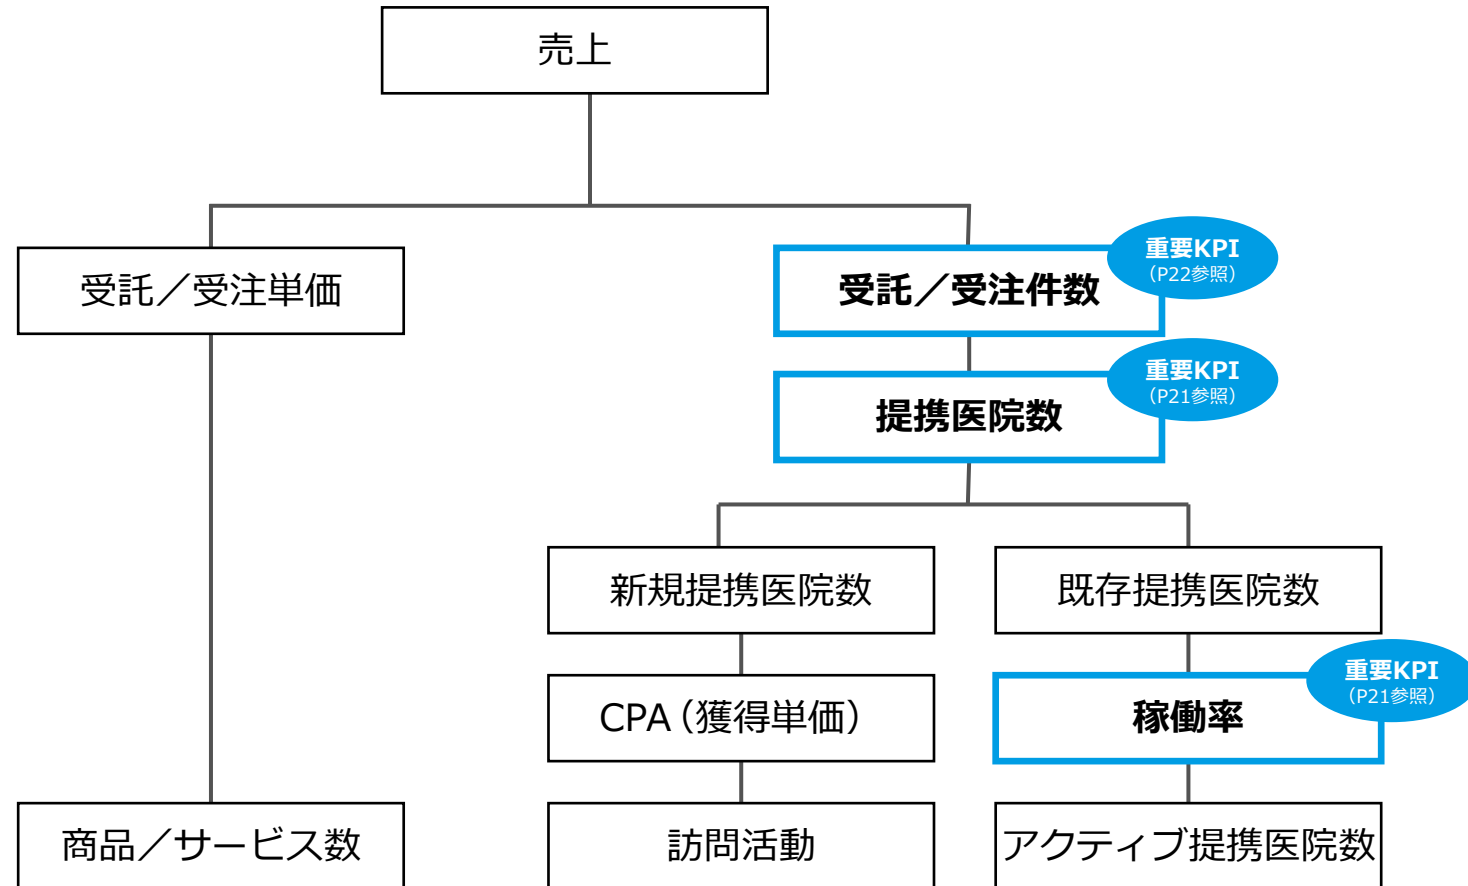 売上
受託／受注単価
受託／受注件数
重要KPI
（P22参照）
提携医院数
重要KPI
（P21参照）
新規提携医院数
既存提携医院数
CPA（獲得単価）
稼働率
重要KPI
（P21参照）
商品／サービス数
訪問活動
アクティブ提携医院数